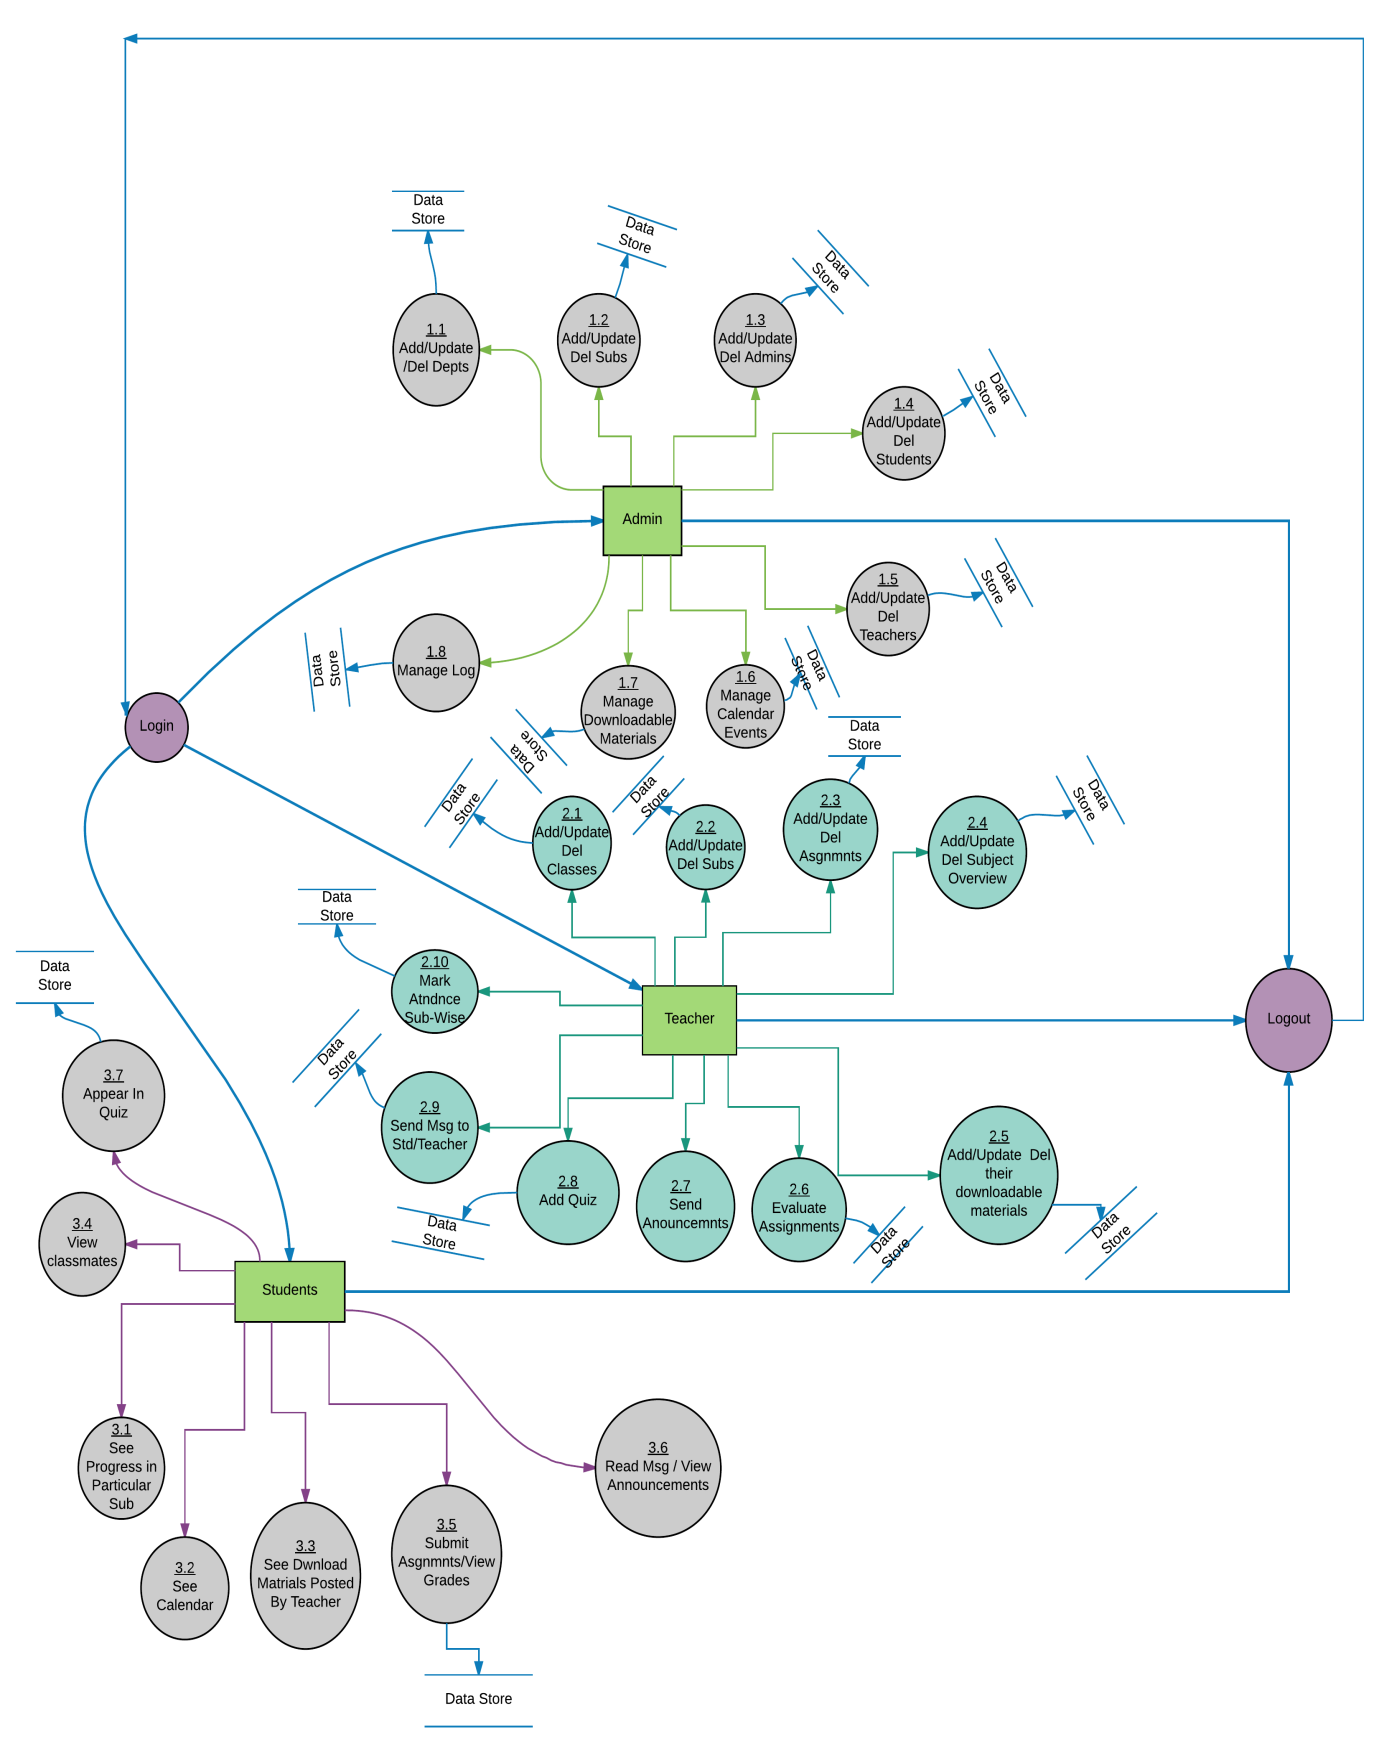 Data
Store
Data
Store
Data
Store
1.1
Add/Update
/Del Depts
1.2
Add/Update
Del Subs
1.3
Add/Update
Del Admins
Data
Store
1.4
Add/Update
Del
Students
Admin
Data
Store
1.5
Add/Update
Del
Teachers
Data
Store
1.8
Manage Log
1.7
Manage
Downloadable
Materials
1.6
Manage
Calendar
Events
Data
Store
Login
Data
Store
Data
Store
Data
Store
Data
Store
Data
Store
2.1
Add/Update
Del
Classes
2.2
Add/Update
Del Subs
2.3
Add/Update
Del
Asgnmnts
2.4
Add/Update
Del Subject
Overview
Data
Store
Data
Store
2.10
Mark
Atndnce
Sub-Wise
Teacher
Logout
Data
Store
3.7
Appear In
Quiz
2.9
Send Msg to
Std/Teacher
2.8
Add Quiz
2.7
Send
Anouncemnts
2.6
Evaluate
Assignments
2.5
Add/Update  Del
their
downloadable
materials
Data
Store
Data
Store
Data
Store
3.4
View
classmates
Students
3.1
See
Progress in
Particular
Sub
3.6
Read Msg / View
Announcements
3.2
See
Calendar
3.3
See Dwnload
Matrials Posted
By Teacher
3.5
Submit
Asgnmnts/View
Grades
Data Store